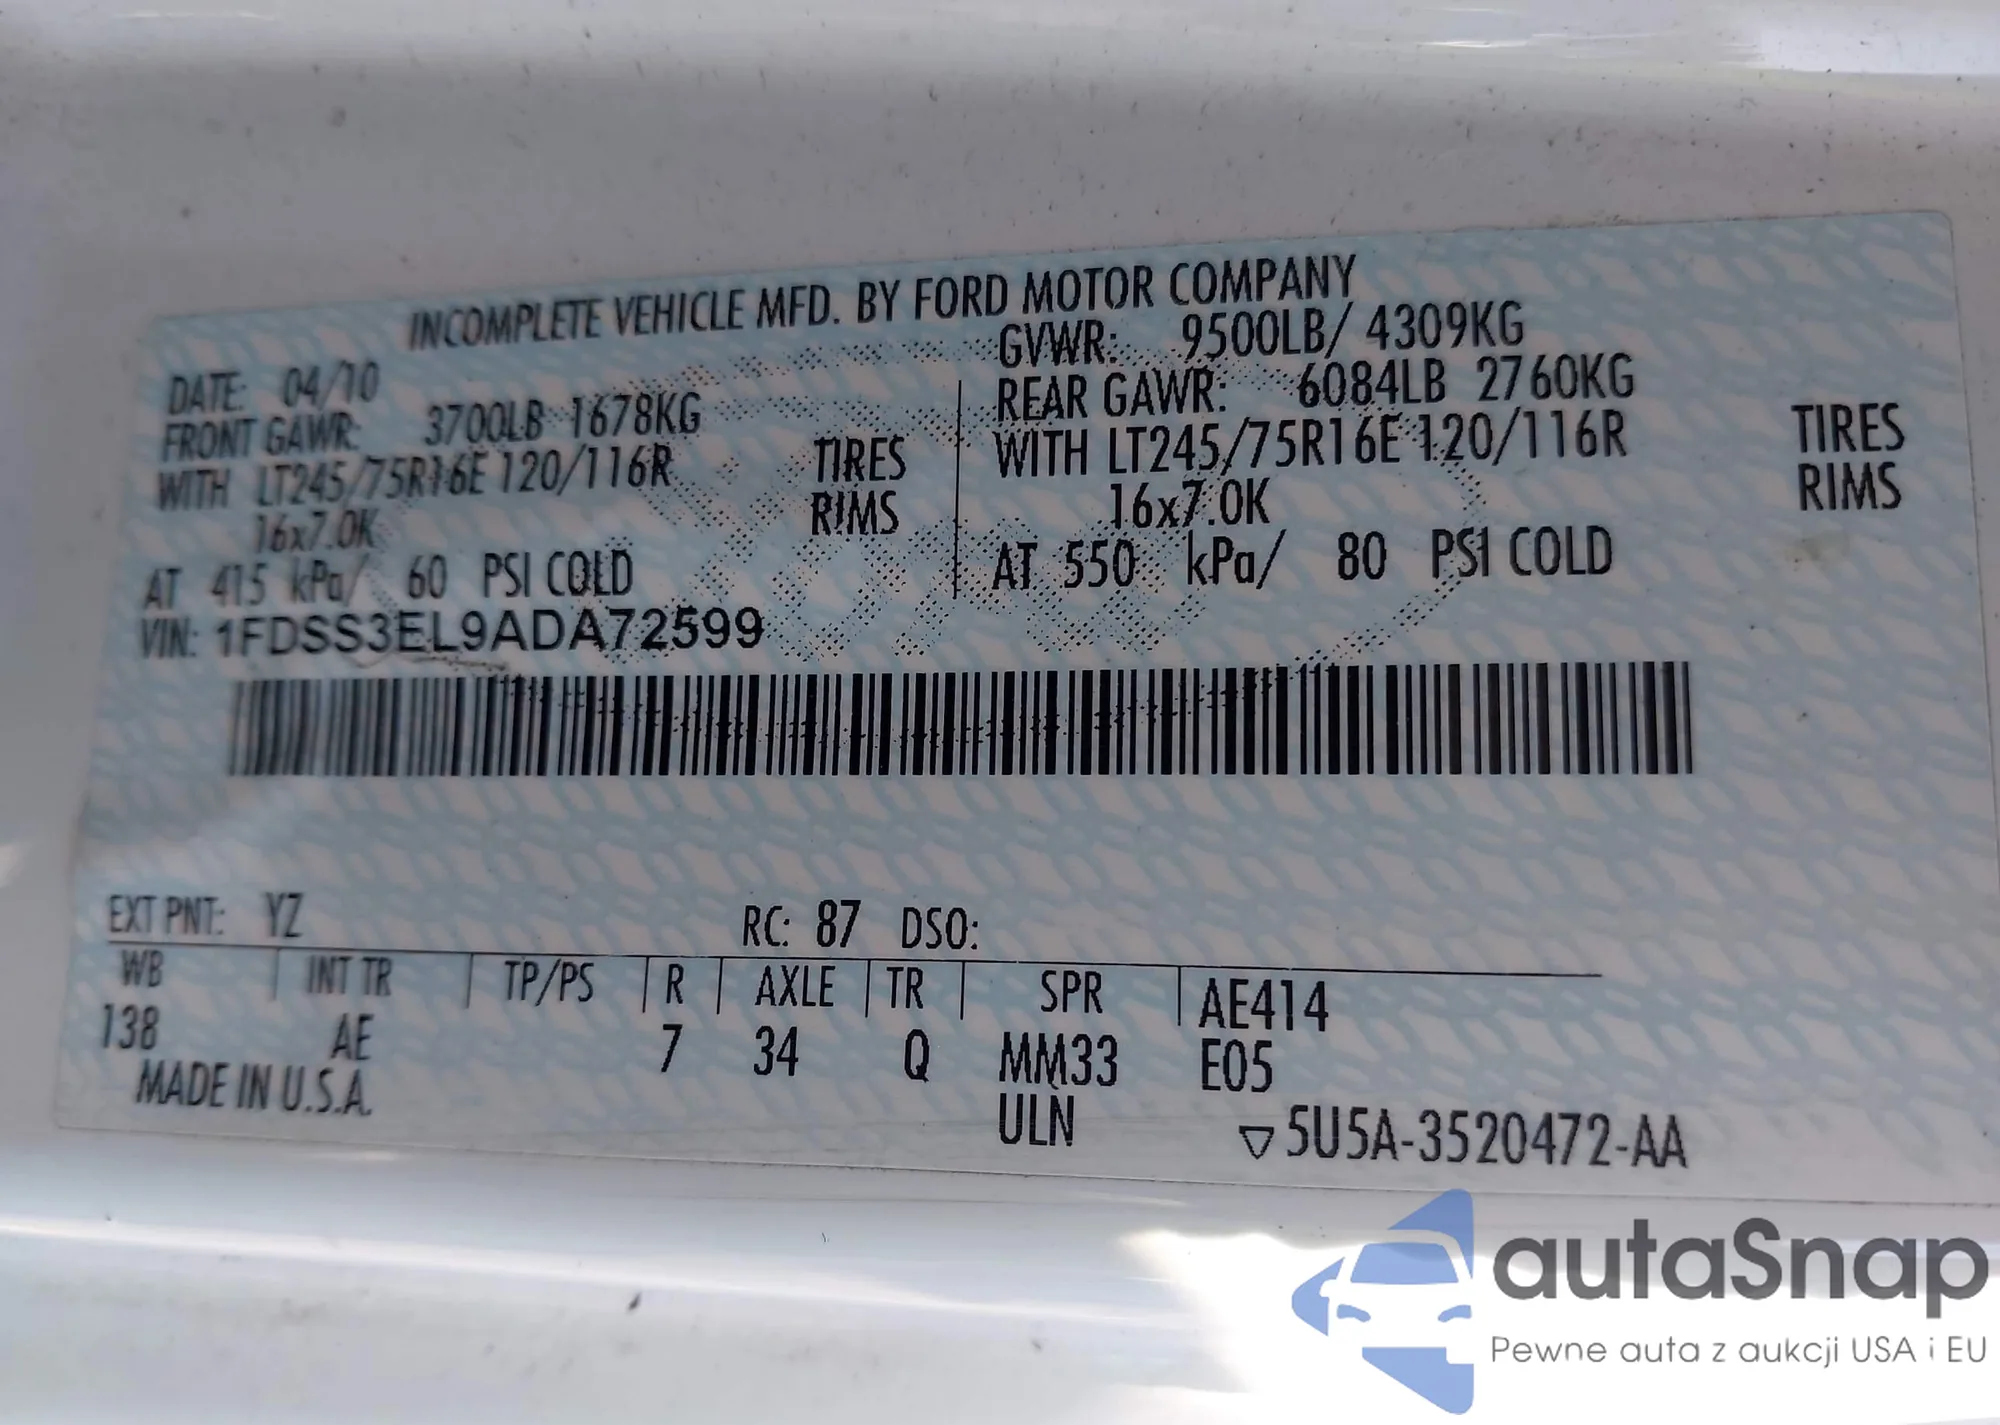 INCOMPLETE VEHICLE MFD. BY FORD MOTOR COMPANY
DATE: 04/10
GVWR: 9500LB/ 4309KG
FRONT GAWR: 3700LB 1678KG
REAR GAWR: 6084LB 2760KG
WITH LT245/75R16E 120/116R TIRES
WITH LT245/75R16E 120/116R TIRES
16x7.0K RIMS
16x7.0K RIMS
AT 415 kPa/ 60 PSI COLD
AT 550 kPa/ 80 PSI COLD
VIN: 1FDSS3EL9ADA72599
EXT PNT: YZ RC: 87 DSO:
WB INT TR TP/PS R AXLE TR SPR AE414
138 AE 7 34 Q MM33 E05
MADE IN U.S.A. ULN ▽5U5A-3520472-AA
autaSnap
Pewne auta z aukcji USA i EU